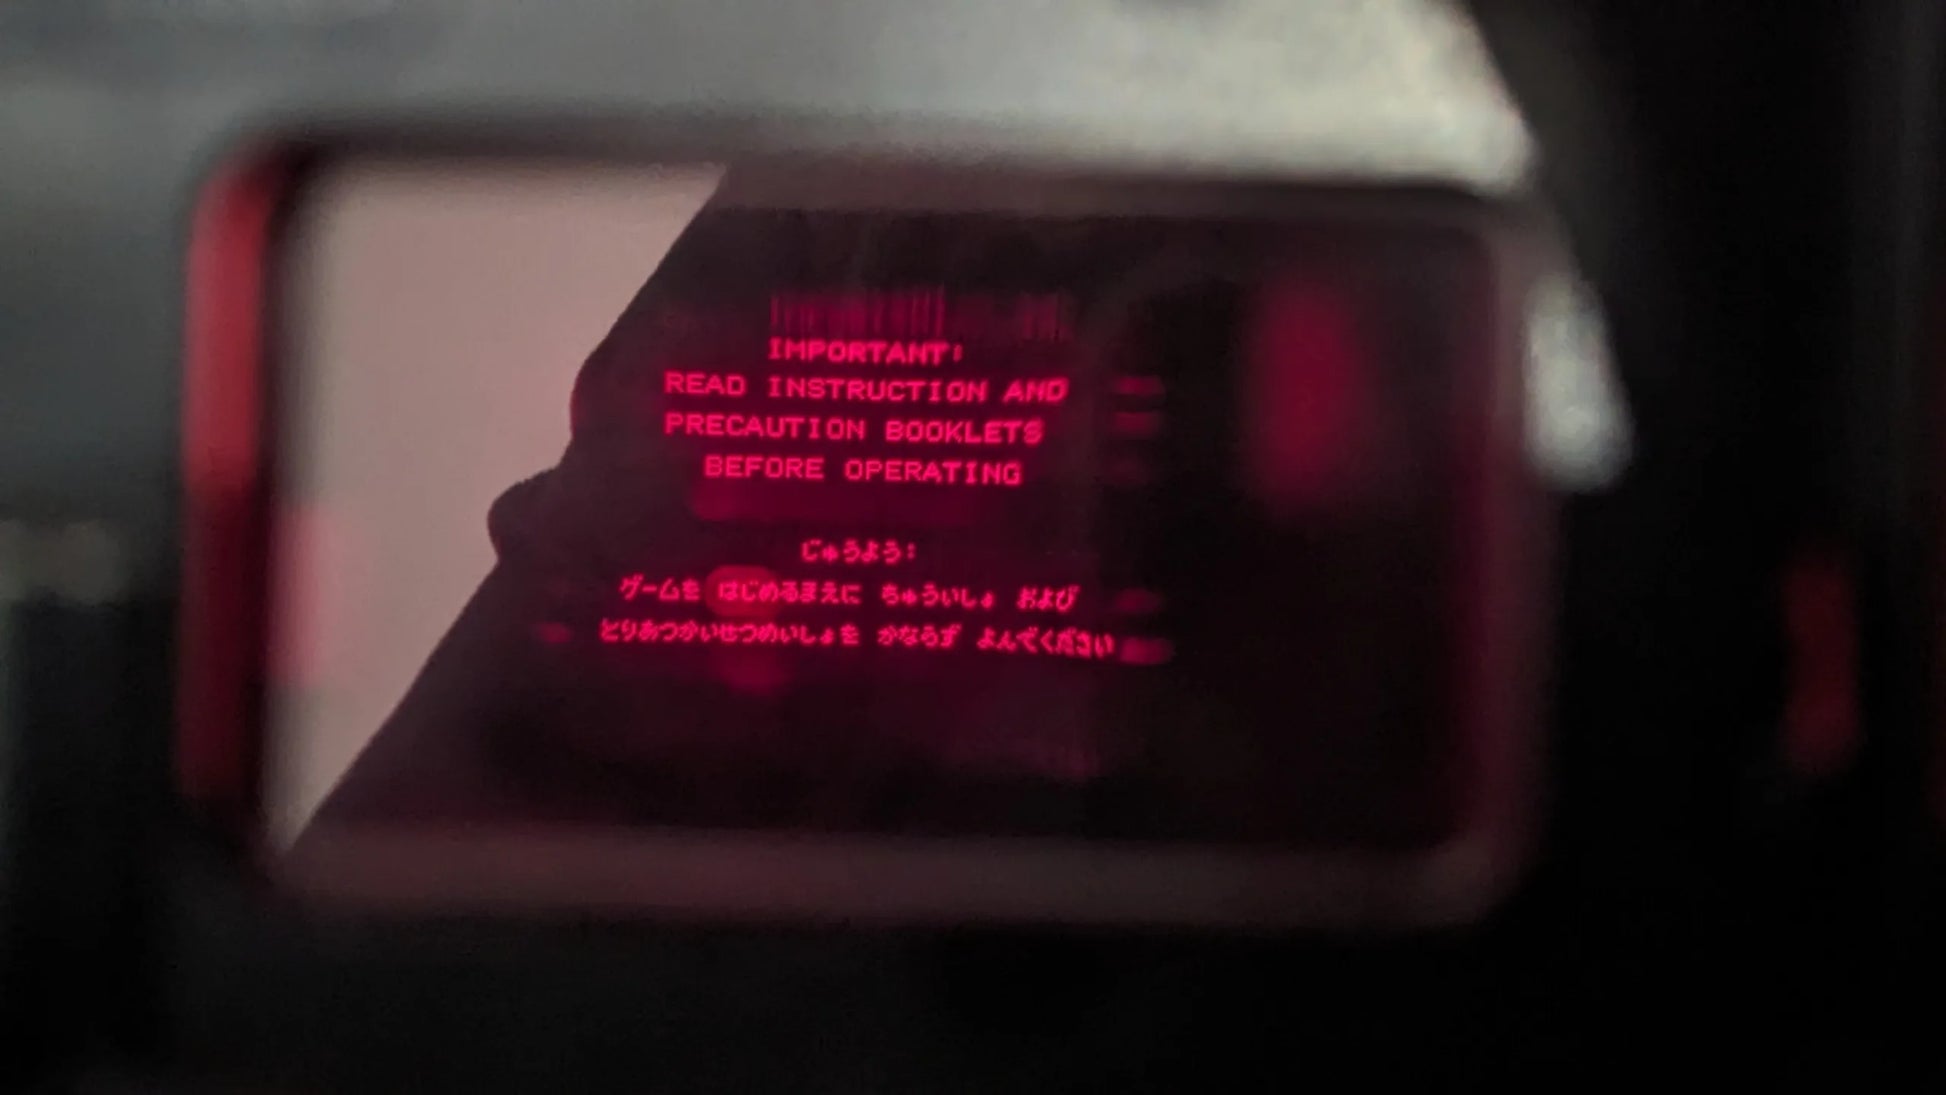 IMPORTANT:
READ INSTRUCTION AND
PRECAUTION BOOKLETS
BEFORE OPERATING
じゅうよう:
ゲームを はじめるまえに ちゅういしょ および
とりあつかいせつめいしょを かならず よんでください